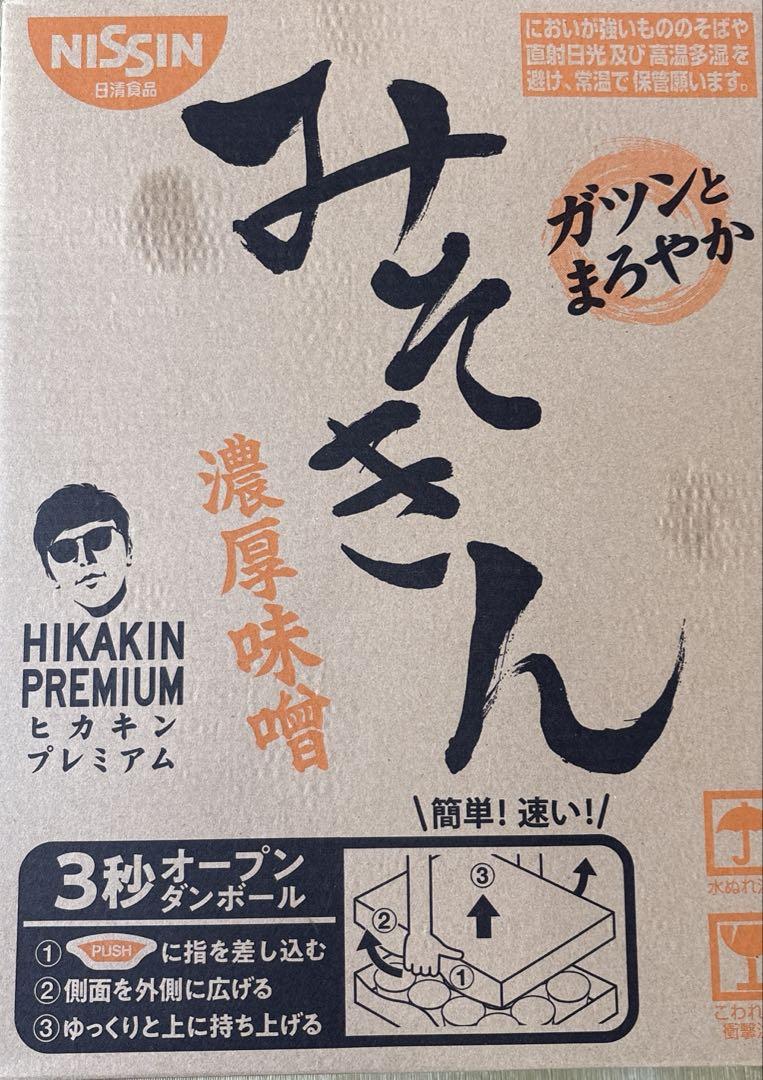 NISSIN
日清食品
においが強いもののそばや
直射日光及び高温多湿を
避け、常温で保管願います。
みそきん
ガツンと
まろやか
濃厚味噌
HIKAKIN
PREMIUM
ヒカキン
プレミアム
簡単! 速い!
3秒オープン
ダンボール
① PUSH に指を差し込む
② 側面を外側に広げる
③ ゆっくりと上に持ち上げる
③
②
①
水ぬれ
こわれ
衝撃